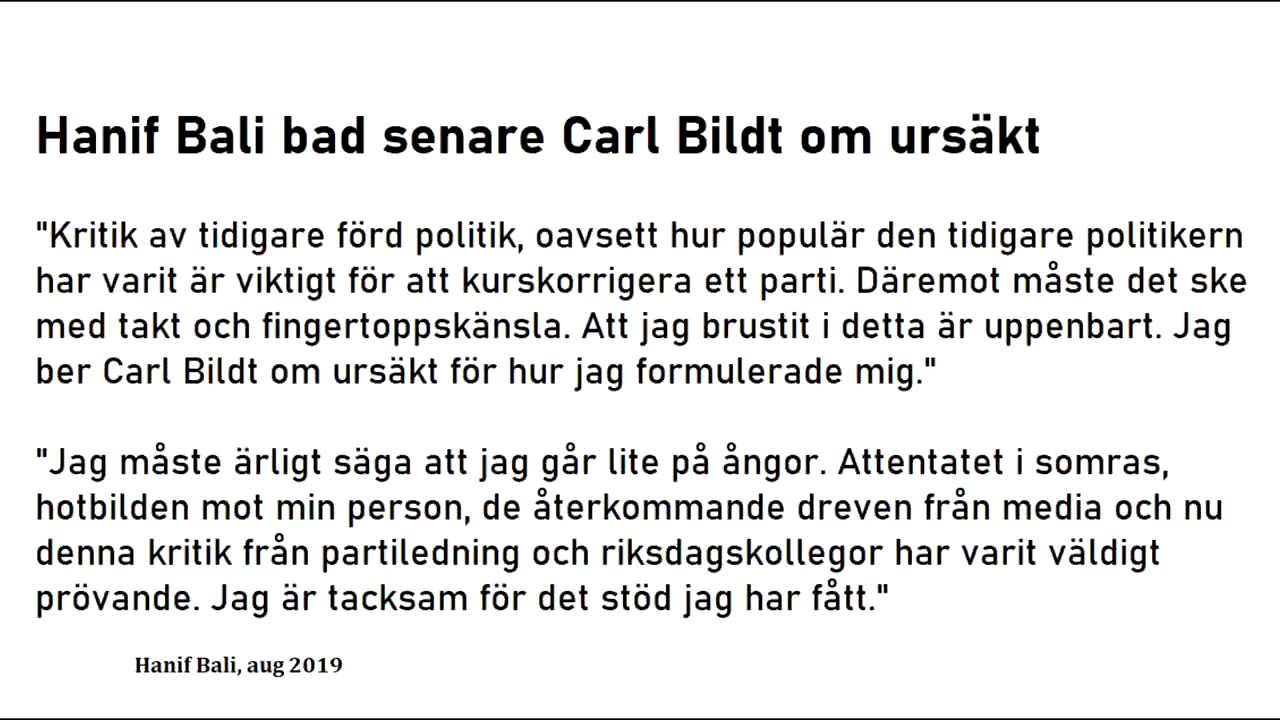 Hanif Bali bad senare Carl Bildt om ursäkt
"Kritik av tidigare förd politik, oavsett hur populär den tidigare politikern
har varit är viktigt för att kurskorrigera ett parti. Däremot måste det ske
med takt och fingertoppskänsla. Att jag brustit i detta är uppenbart. Jag
ber Carl Bildt om ursäkt för hur jag formulerade mig."
"Jag måste ärligt säga att jag går lite på ångor. Attentatet i somras,
hotbilden mot min person, de återkommande dreven från media och nu
denna kritik från partiledning och riksdagskollegor har varit väldigt
prövande. Jag är tacksam för det stöd jag har fått."
Hanif Bali, aug 2019